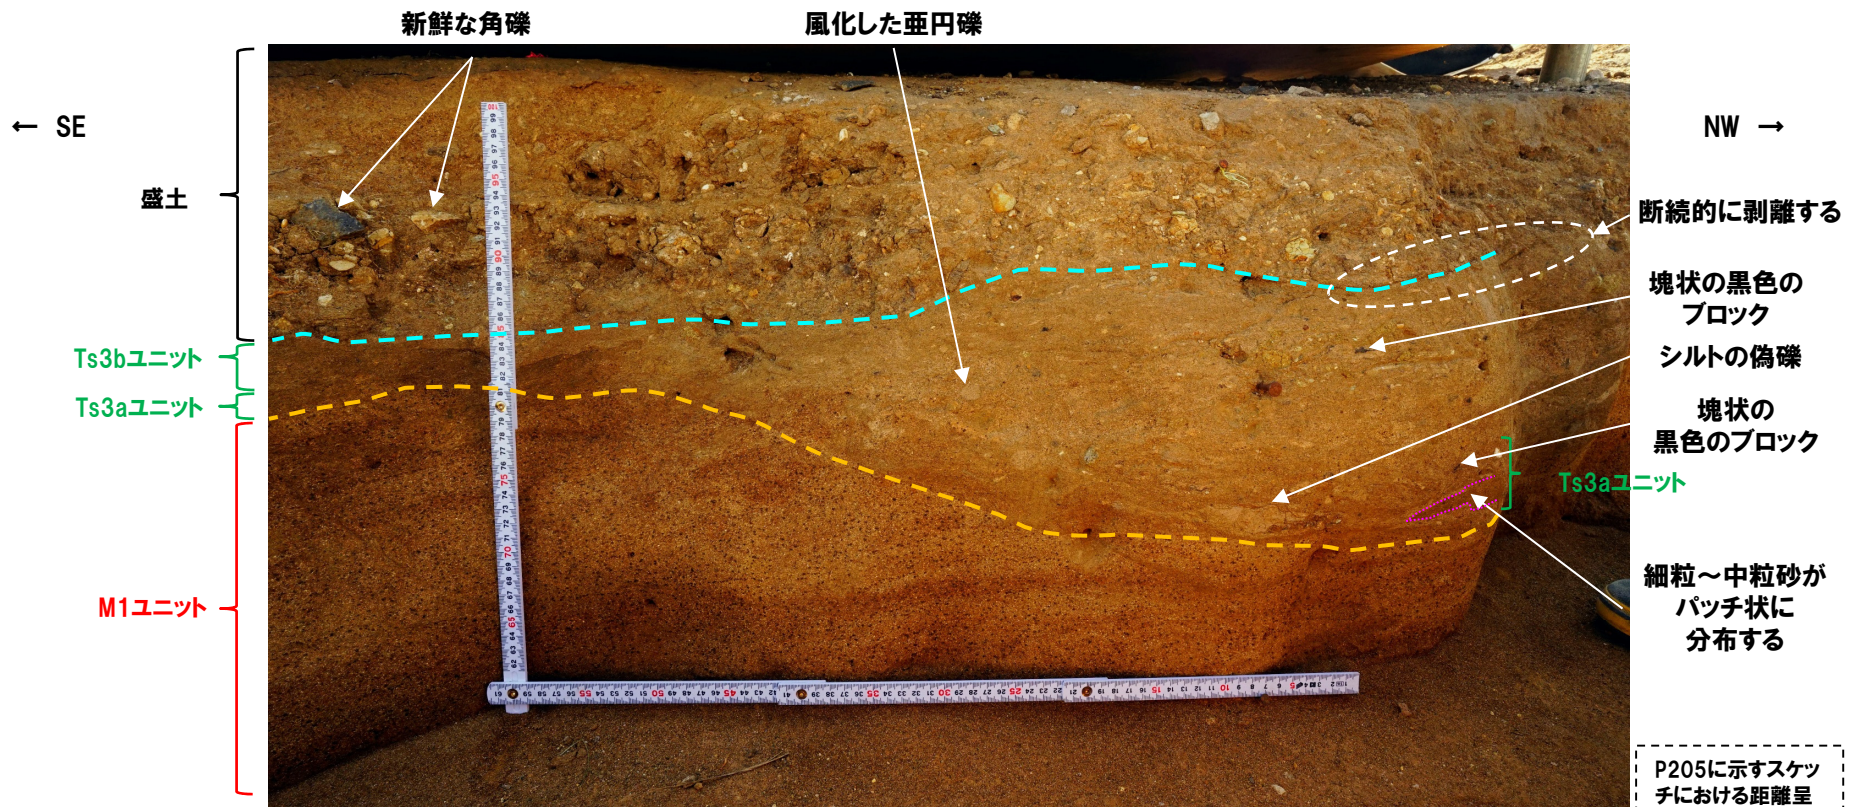 新鮮な角礫
風化した亜円礫
← SE
NW →
盛土
断続的に剥離する
塊状の黒色の
ブロック
Ts3bユニット
シルトの偽礫
Ts3aユニット
塊状の
黒色のブロック
Ts3aユニット
細粒～中粒砂が
パッチ状に
分布する
M1ユニット
P205に示すスケッ
チにおける距離呈